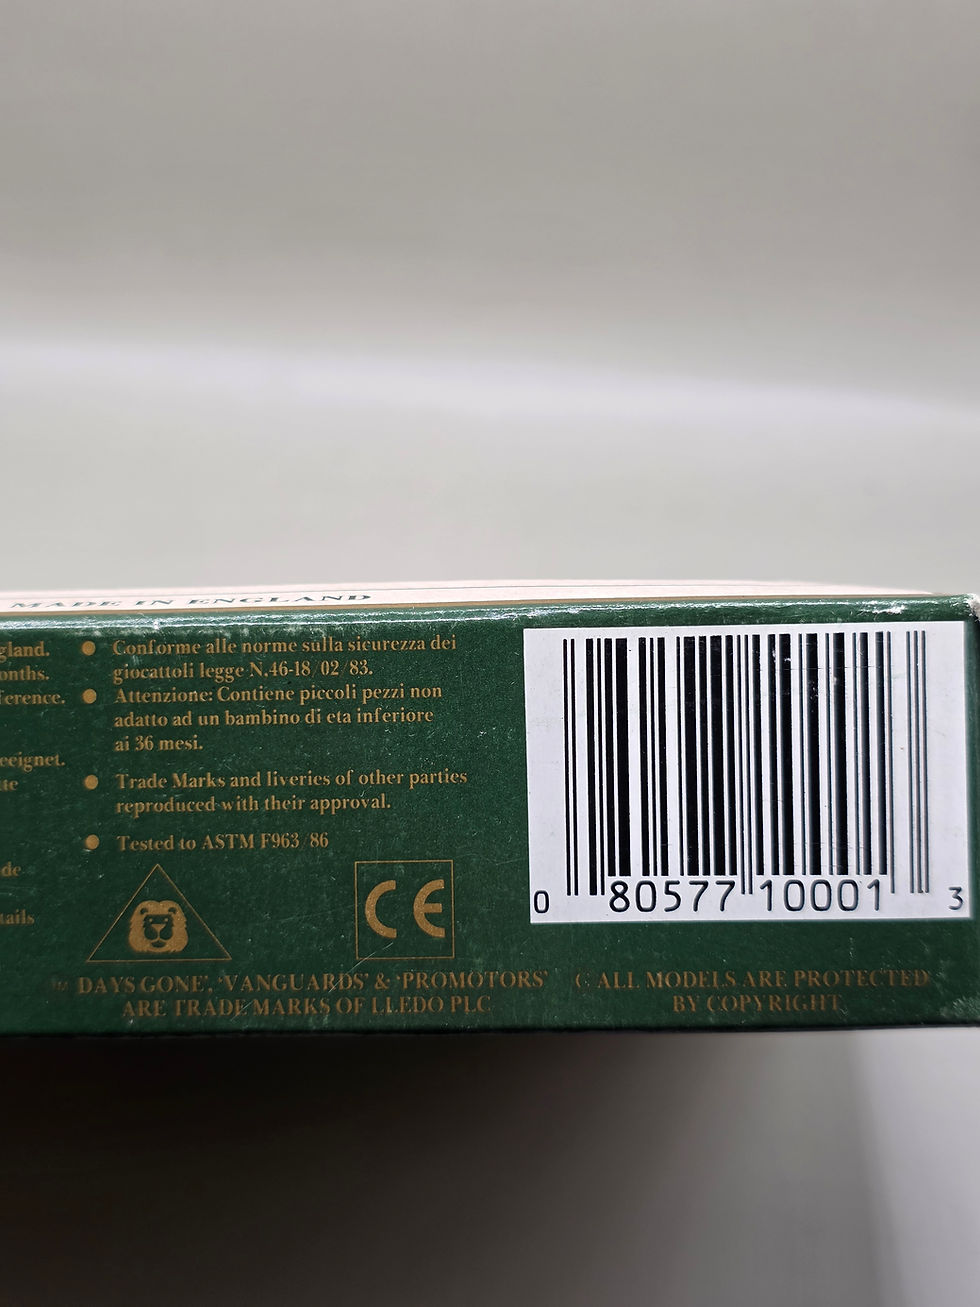 MADE IN ENGLAND
gland.
onths.
ference.
eeignet.
tte
de
tails
● Conforme alle norme sulla sicurezza dei
giocattoli legge N.46-18/02/83.
● Attenzione: Contiene piccoli pezzi non
adatto ad un bambino di eta inferiore
ai 36 mesi.
● Trade Marks and liveries of other parties
reproduced with their approval.
● Tested to ASTM F963/86
CE
™ DAYS GONE', 'VANGUARDS' & 'PROMOTORS'
ARE TRADE MARKS OF LLEDO PLC
© ALL MODELS ARE PROTECTED
BY COPYRIGHT.
0 80577 10001 3